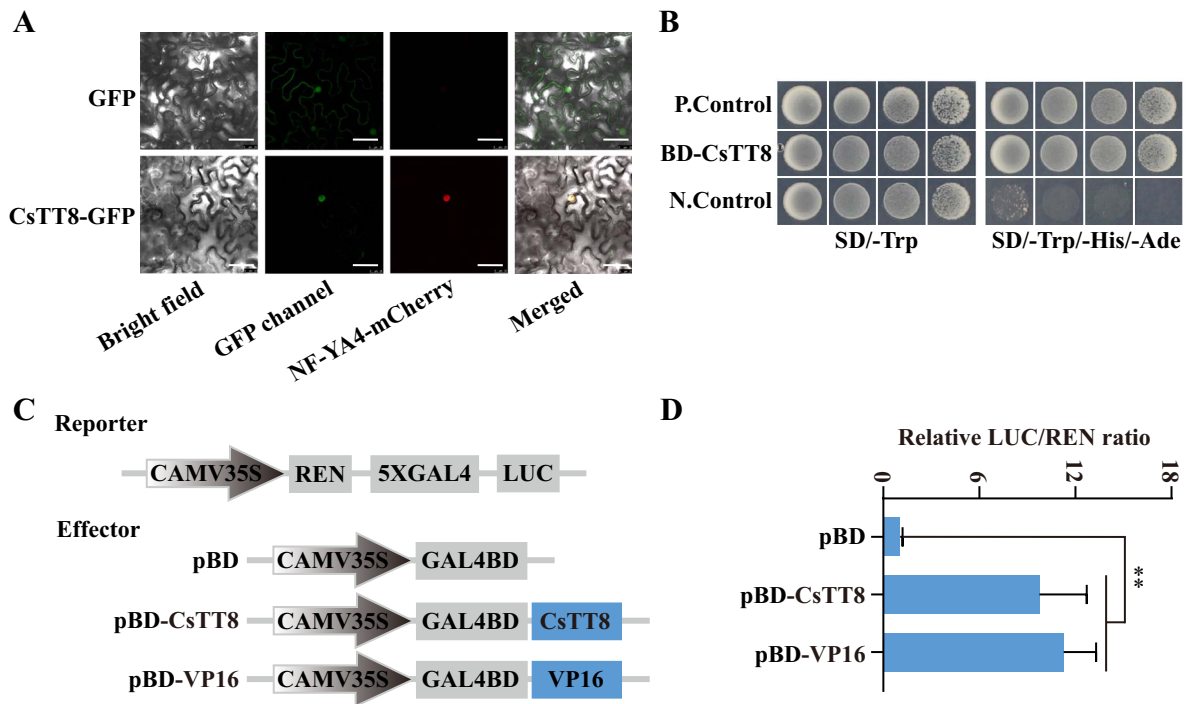 A
GFP
CsTT8-GFP
Bright field
GFP channel
NF-YA4-mCherry
Merged
B
P.Control
BD-CsTT8
N.Control
SD/-Trp
SD/-Trp/-His/-Ade
C
Reporter
CAMV35S REN 5XGAL4 LUC
Effector
pBD CAMV35S GAL4BD
pBD-CsTT8 CAMV35S GAL4BD CsTT8
pBD-VP16 CAMV35S GAL4BD VP16
D
Relative LUC/REN ratio
0 6 12 18
pBD
pBD-CsTT8
pBD-VP16
**